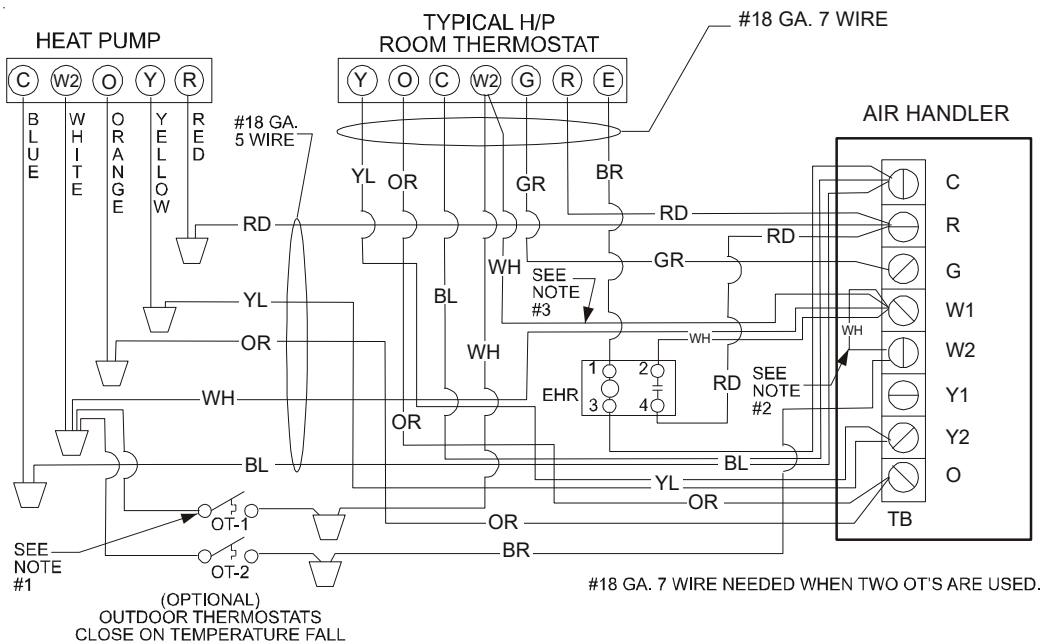 HEAT PUMP
C W2 O Y R
BLUE
WHITE
ORANGE
YELLOW
RED
#18 GA.
5 WIRE
TYPICAL H/P
ROOM THERMOSTAT
Y O C W2 G R E
#18 GA. 7 WIRE
AIR HANDLER
C
R
G
W1
W2
Y1
Y2
O
TB
YL
OR
GR
BR
RD
RD
RD
GR
WH
SEE
NOTE
#3
YL
BL
OR
WH
WH
WH
1 2
EHR
3 4
RD
SEE
NOTE
#2
WH
OR
BL
BL
YL
OR
OR
BR
OT-1
OT-2
SEE
NOTE
#1
(OPTIONAL)
OUTDOOR THERMOSTATS
CLOSE ON TEMPERATURE FALL
#18 GA. 7 WIRE NEEDED WHEN TWO OT'S ARE USED.